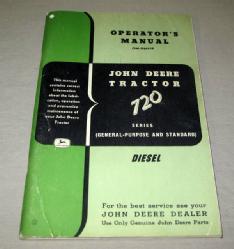 OPERATOR'S
MANUAL
JOHN DEERE
TRACTOR
720
SERIES
(GENERAL-PURPOSE AND STANDARD)
This manual
contains correct
information
about the lubri-
cation, operation
and preventive
maintenance of
your John Deere
Tractor
DIESEL
For the best service see your
JOHN DEERE DEALER
Use Only Genuine John Deere Parts